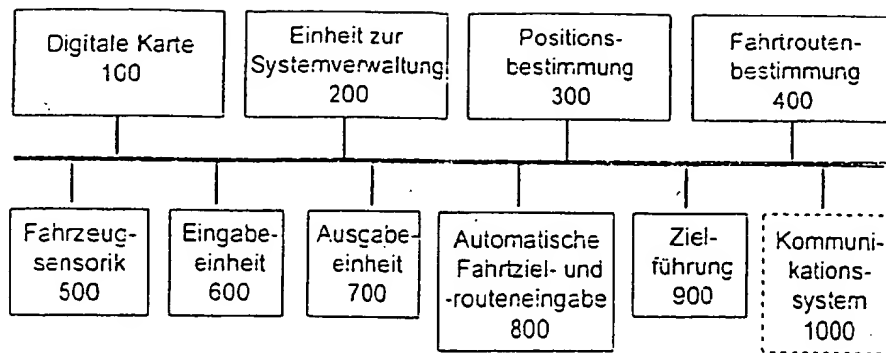 Digitale Karte
100
Einheit zur
Systemverwaltung
200
Positions-
bestimmung
300
Fahrtrouten-
bestimmung
400
Fahrzeug-
sensorik
500
Eingabe-
einheit
600
Ausgabe-
einheit
700
Automatische
Fahrtziel- und
-routeneingabe
800
Ziel-
führung
900
Kommuni-
kations-
system
1000